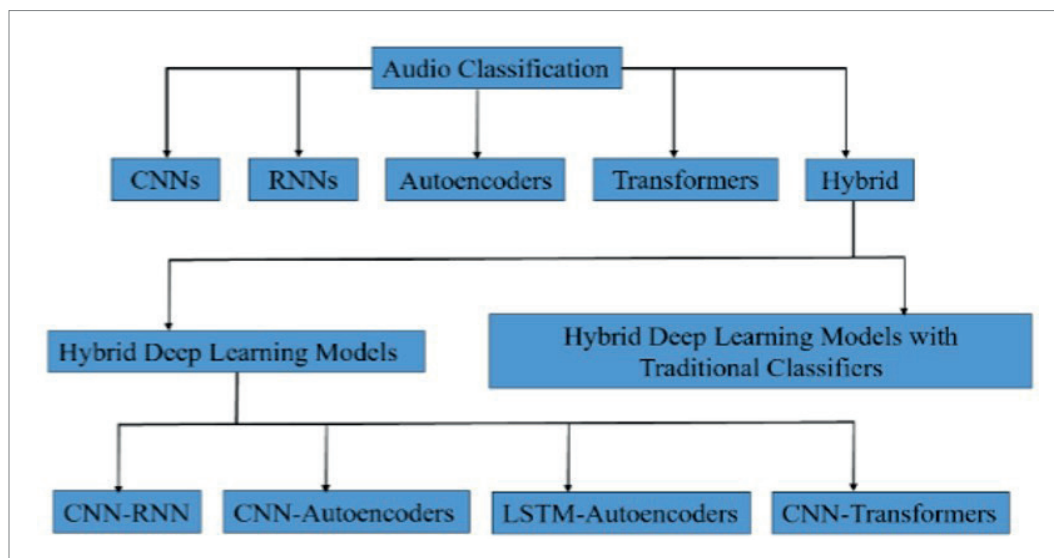 Audio Classification
CNNs
RNNs
Autoencoders
Transformers
Hybrid
Hybrid Deep Learning Models
Hybrid Deep Learning Models with
Traditional Classifiers
CNN-RNN
CNN-Autoencoders
LSTM-Autoencoders
CNN-Transformers